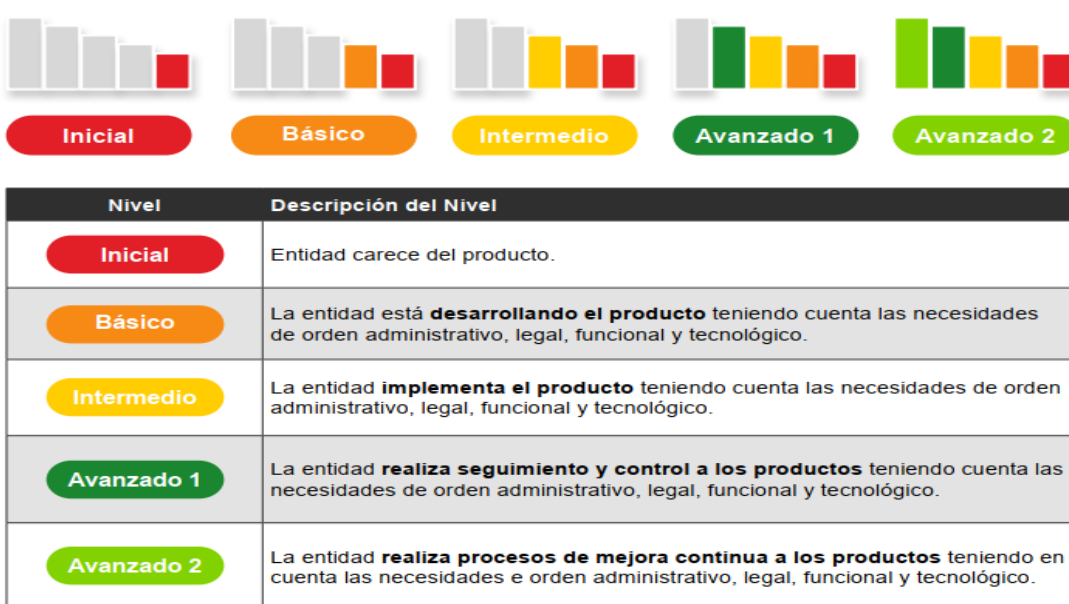 Inicial
Básico
Intermedio
Avanzado 1
Avanzado 2
Nivel Descripción del Nivel
Inicial
Entidad carece del producto.
Básico
La entidad está desarrollando el producto teniendo cuenta las necesidades
de orden administrativo, legal, funcional y tecnológico.
Intermedio
La entidad implementa el producto teniendo cuenta las necesidades de orden
administrativo, legal, funcional y tecnológico.
Avanzado 1
La entidad realiza seguimiento y control a los productos teniendo cuenta las
necesidades de orden administrativo, legal, funcional y tecnológico.
Avanzado 2
La entidad realiza procesos de mejora continua a los productos teniendo en
cuenta las necesidades e orden administrativo, legal, funcional y tecnológico.